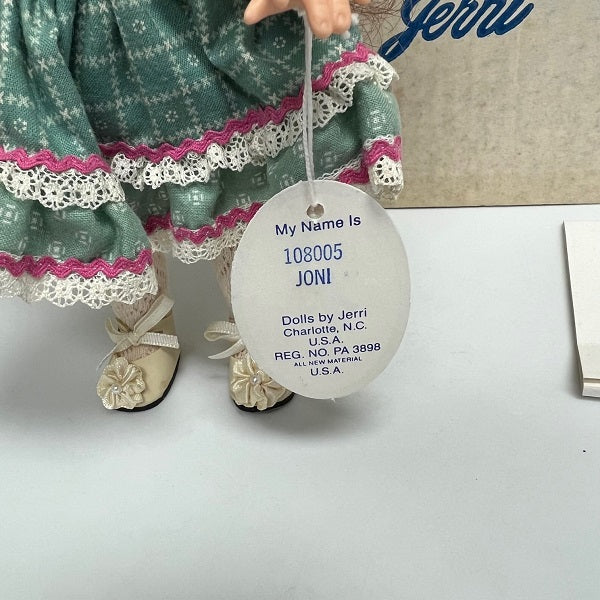 Jerri
My Name Is
108005
JONI
Dolls by Jerri
Charlotte, N.C.
U.S.A.
REG. NO. PA 3898
ALL NEW MATERIAL
U.S.A.